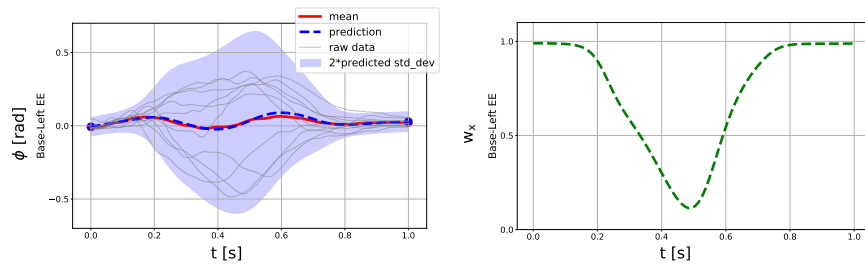 mean
prediction
raw data
2*predicted std_dev
0.5
0.0
−0.5
ϕ [rad]
Base-Left EE
0.0 0.2 0.4 0.6 0.8 1.0
t [s]
1.0
0.5
0.0
w_x
Base-Left EE
0.0 0.2 0.4 0.6 0.8 1.0
t [s]